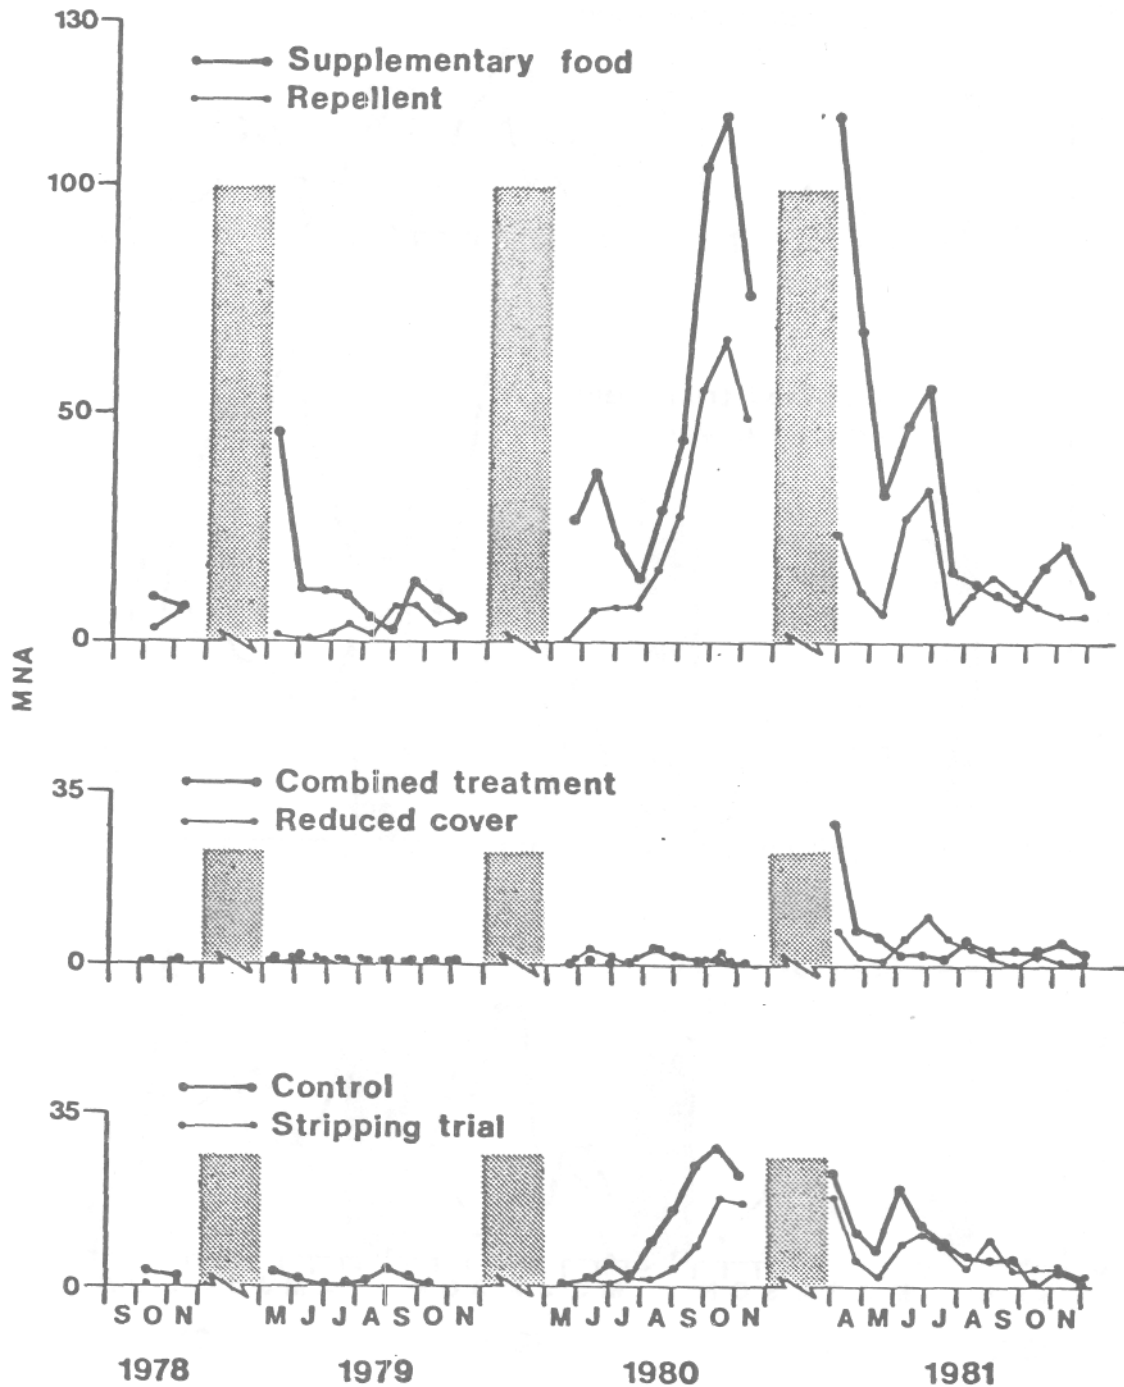 130
Supplementary food
Repellent
100
50
0
MNA
35
Combined treatment
Reduced cover
0
Control
35
Stripping trial
0
S O N M J J A S O N M J J A S O N A M J J A S O N
1978 1979 1980 1981